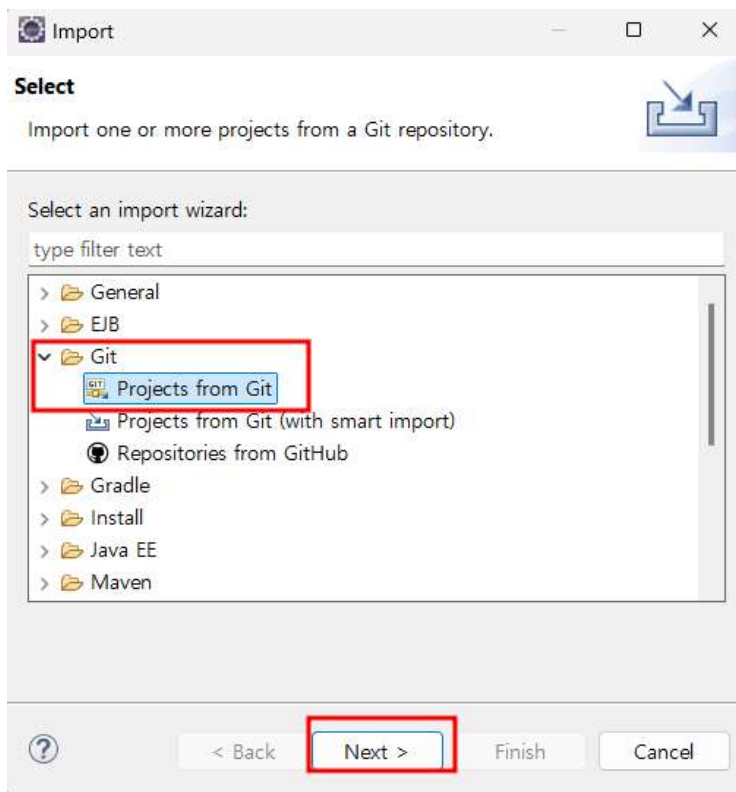 Import
Select
Import one or more projects from a Git repository.
Select an import wizard:
type filter text
General
EJB
Git
Projects from Git
Projects from Git (with smart import)
Repositories from GitHub
Gradle
Install
Java EE
Maven
< Back Next > Finish Cancel